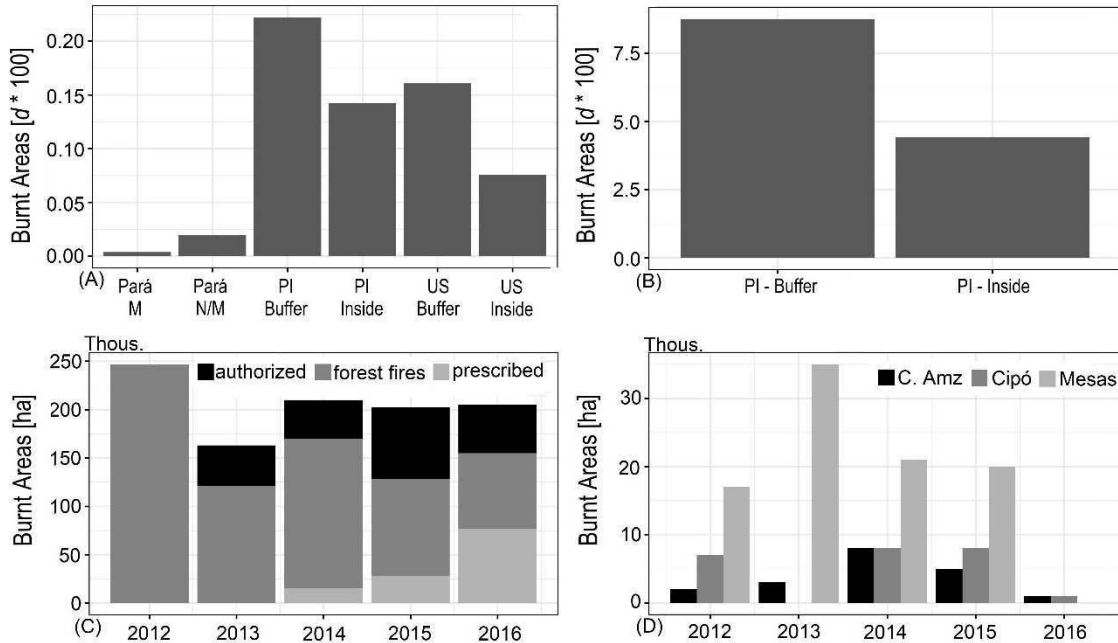 Burnt Areas [d * 100]
0.20
0.15
0.10
0.05
0.00
(A)
Pará M
Pará N/M
PI Buffer
PI Inside
US Buffer
US Inside
Burnt Areas [d * 100]
7.5
5.0
2.5
0.0
(B)
PI - Buffer
PI - Inside
Thous.
Burnt Areas [ha]
250
200
150
100
50
0
authorized forest fires prescribed
(C)
2012 2013 2014 2015 2016
Thous.
Burnt Areas [ha]
30
20
10
0
C. Amz Cipó Mesas
(D)
2012 2013 2014 2015 2016